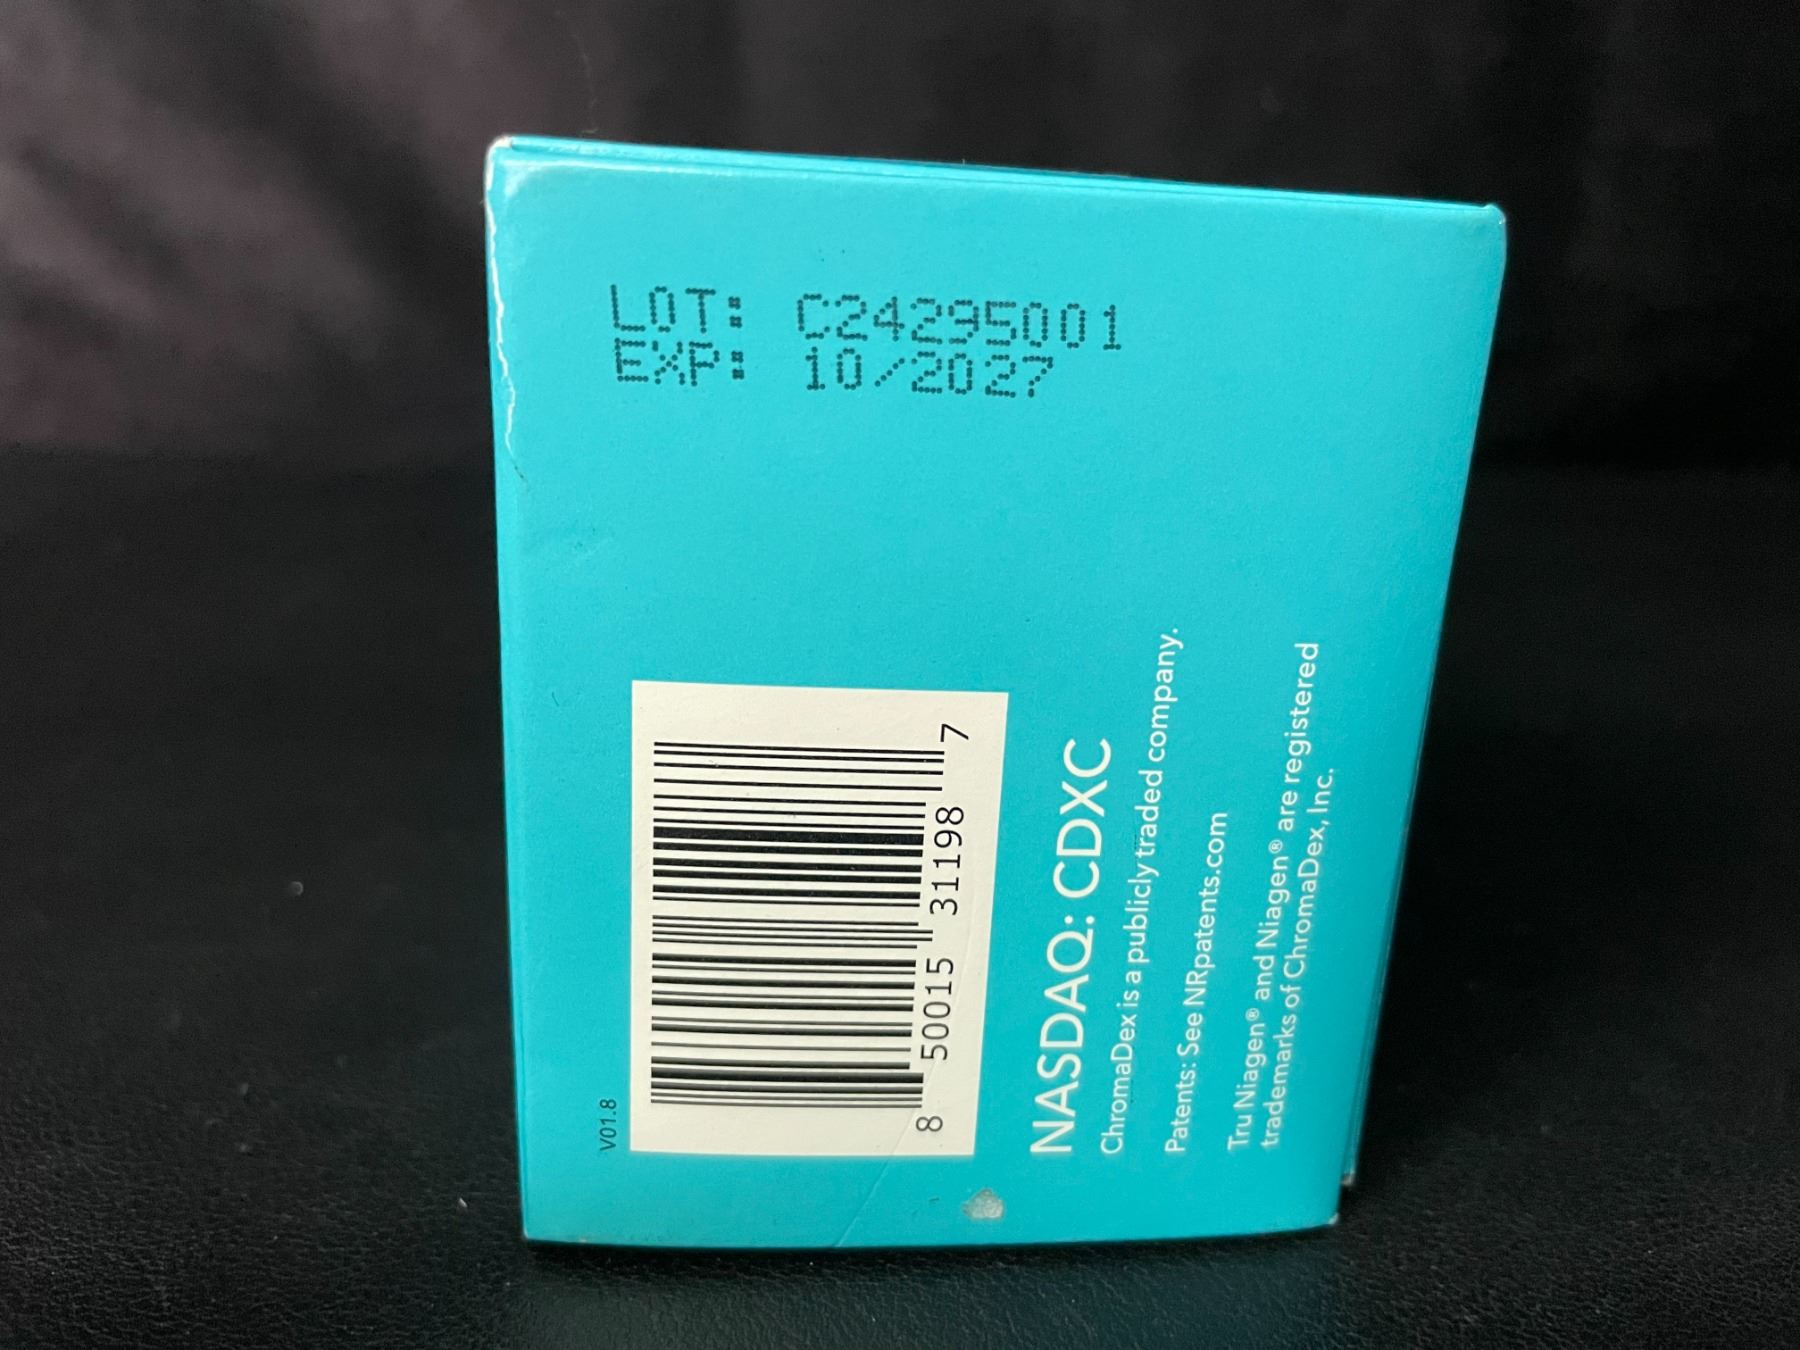 LOT: C24295001
EXP: 10/2027
V01.8
8 50015 31198 7
NASDAQ: CDXC
ChromaDex is a publicly traded company.
Patents: See NRpatents.com
Tru Niagen® and Niagen® are registered
trademarks of ChromaDex, Inc.